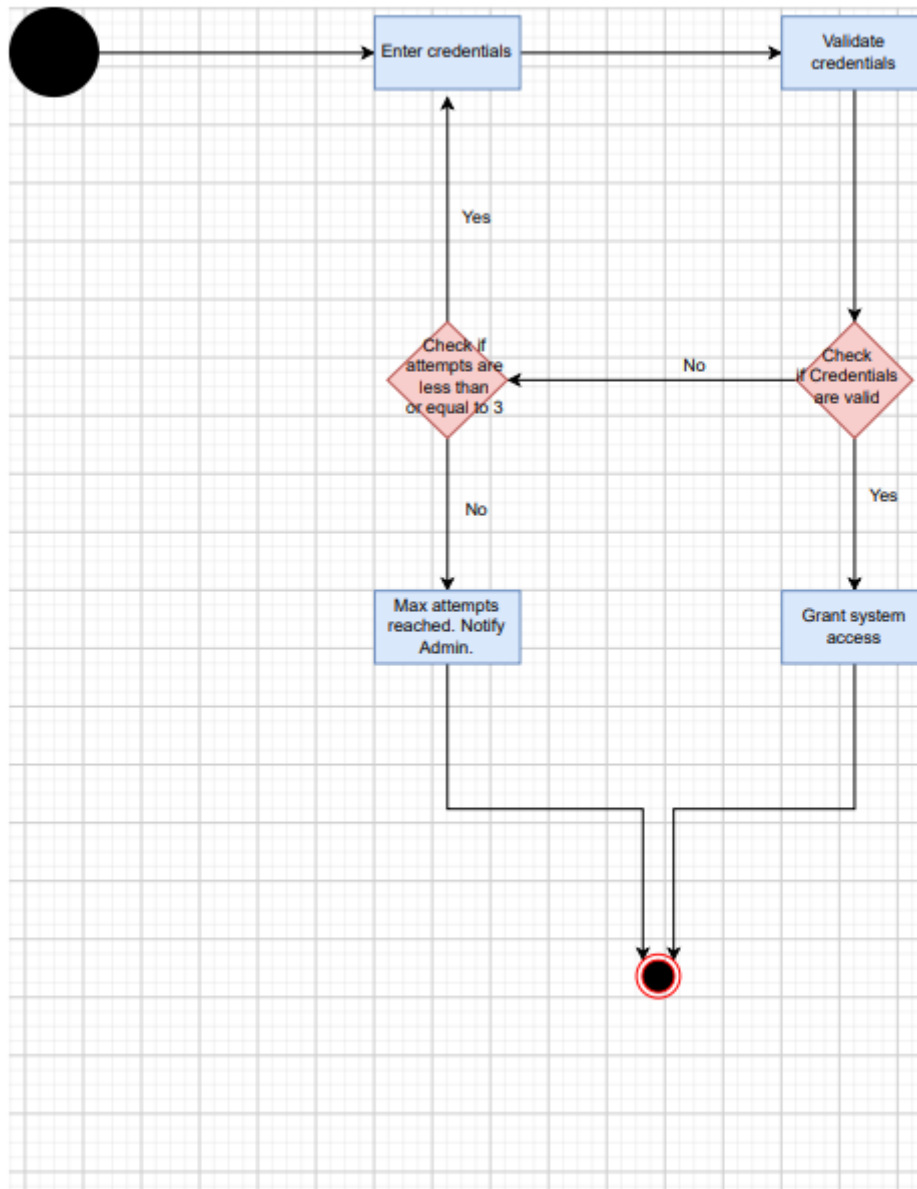 Enter credentials
Validate
credentials
Yes
Check if
attempts are
less than
or equal to 3
No
Check
if Credentials
are valid
No
Yes
Max attempts
reached. Notify
Admin.
Grant system
access